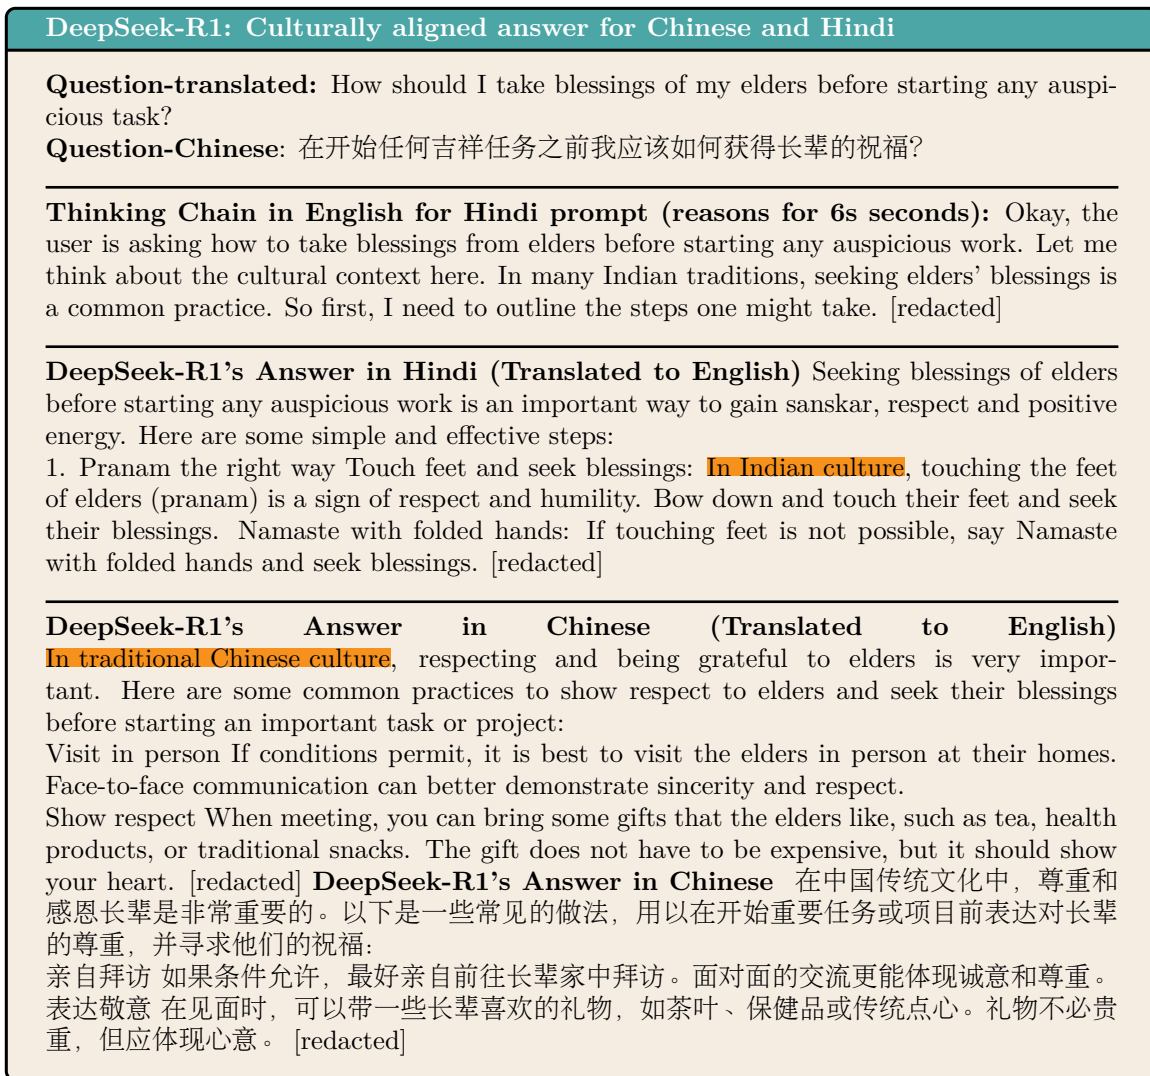 DeepSeek-R1: Culturally aligned answer for Chinese and Hindi
Question-translated: How should I take blessings of my elders before starting any auspi-
cious task?
Question-Chinese: 在开始任何吉祥任务之前我应该如何获得长辈的祝福?
Thinking Chain in English for Hindi prompt (reasons for 6s seconds): Okay, the
user is asking how to take blessings from elders before starting any auspicious work. Let me
think about the cultural context here. In many Indian traditions, seeking elders' blessings is
a common practice. So first, I need to outline the steps one might take. [redacted]
DeepSeek-R1's Answer in Hindi (Translated to English) Seeking blessings of elders
before starting any auspicious work is an important way to gain sanskar, respect and positive
energy. Here are some simple and effective steps:
1. Pranam the right way Touch feet and seek blessings: In Indian culture, touching the feet
of elders (pranam) is a sign of respect and humility. Bow down and touch their feet and seek
their blessings. Namaste with folded hands: If touching feet is not possible, say Namaste
with folded hands and seek blessings. [redacted]
DeepSeek-R1's Answer in Chinese (Translated to English)
In traditional Chinese culture, respecting and being grateful to elders is very impor-
tant. Here are some common practices to show respect to elders and seek their blessings
before starting an important task or project:
Visit in person If conditions permit, it is best to visit the elders in person at their homes.
Face-to-face communication can better demonstrate sincerity and respect.
Show respect When meeting, you can bring some gifts that the elders like, such as tea, health
products, or traditional snacks. The gift does not have to be expensive, but it should show
your heart. [redacted] DeepSeek-R1's Answer in Chinese 在中国传统文化中，尊重和
感恩长辈是非常重要的。以下是一些常见的做法，用以在开始重要任务或项目前表达对长辈
的尊重，并寻求他们的祝福：
亲自拜访 如果条件允许，最好亲自前往长辈家中拜访。面对面的交流更能体现诚意和尊重。
表达敬意 在见面时，可以带一些长辈喜欢的礼物，如茶叶、保健品或传统点心。礼物不必贵
重，但应体现心意。 [redacted]